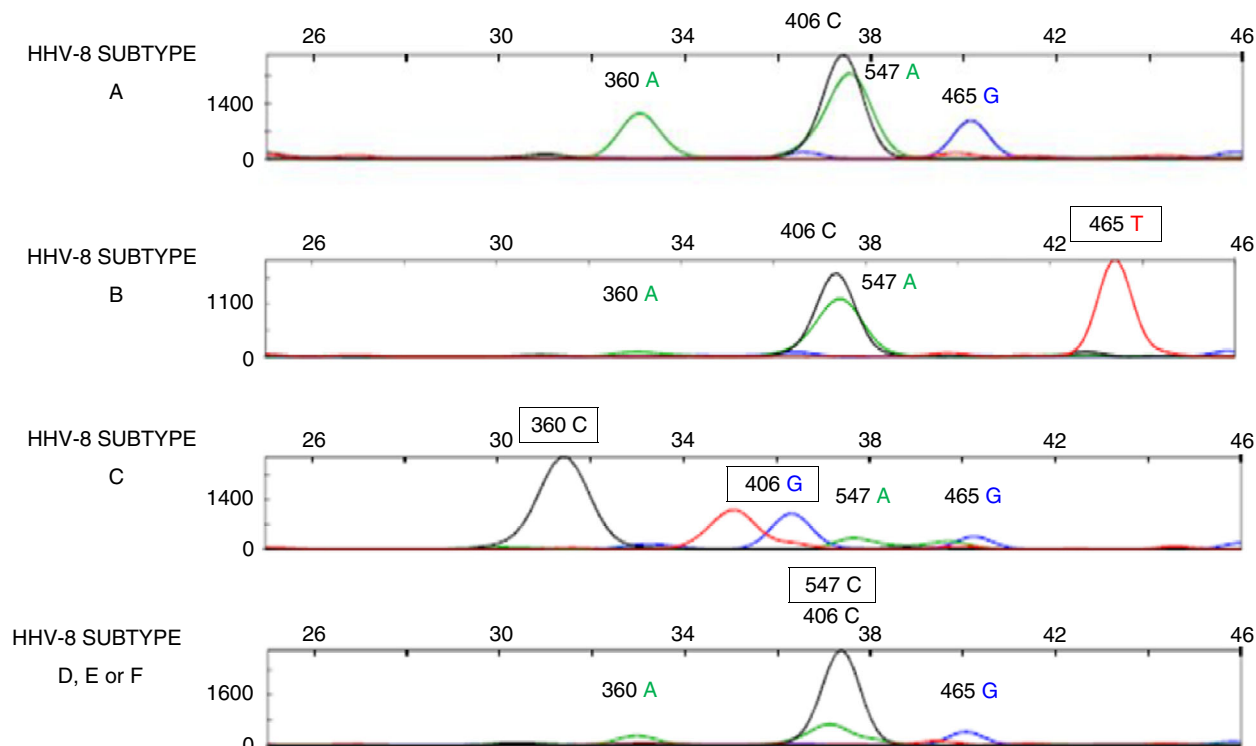 406 C
26 30 34 38 42 46
HHV-8 SUBTYPE
A
360 A
547 A
465 G
1400
0
465 T
406 C
26 30 34 38 42 46
HHV-8 SUBTYPE
B
360 A
547 A
1100
0
360 C
26 30 34 38 42 46
HHV-8 SUBTYPE
C
406 G
547 A
465 G
1400
0
547 C
406 C
26 30 34 38 42 46
HHV-8 SUBTYPE
D, E or F
360 A
465 G
1600
0